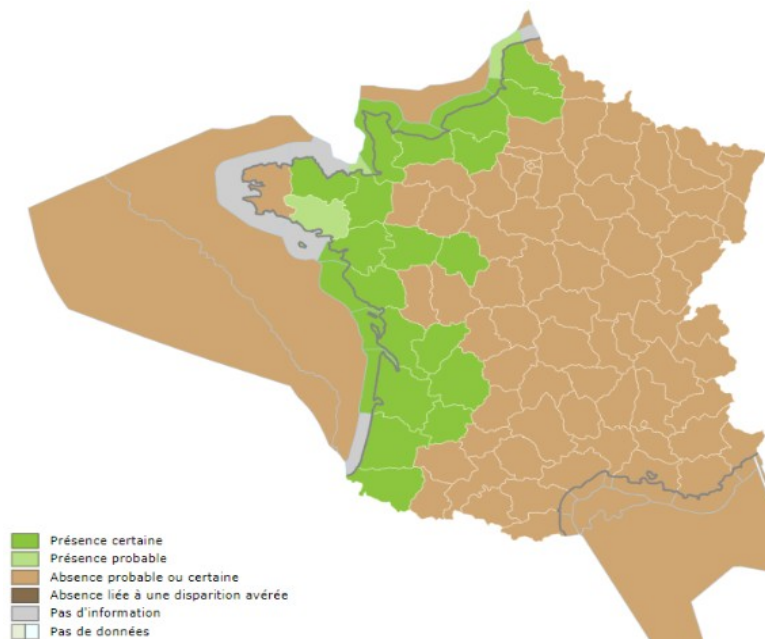 Présence certaine
Présence probable
Absence probable ou certaine
Absence liée à une disparition avérée
Pas d'information
Pas de données